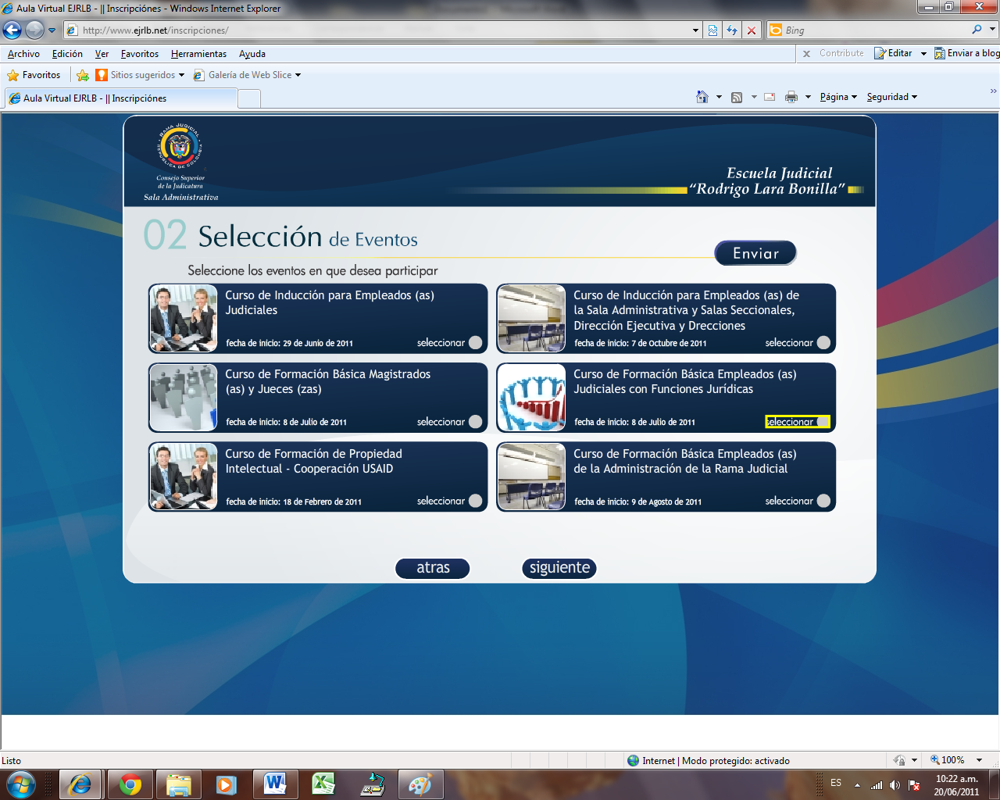 Aula Virtual EJRLB - || Inscripciónes - Windows Internet Explorer
http://www.ejrlb.net/inscripciones/
Bing
Archivo Edición Ver Favoritos Herramientas Ayuda
x Contribute Editar Enviar a blog
Favoritos Sitios sugeridos Galería de Web Slice
Aula Virtual EJRLB - || Inscripciónes
Página Seguridad
RAMA JUDICIAL
REPUBLICA DE COLOMBIA
Consejo Superior
de la Judicatura
Sala Administrativa
Escuela Judicial
“Rodrigo Lara Bonilla”
02 Selección de Eventos
Enviar
Seleccione los eventos en que desea participar
Curso de Inducción para Empleados (as)
Judiciales
fecha de inicio: 29 de Junio de 2011
seleccionar
Curso de Inducción para Empleados (as) de
la Sala Administrativa y Salas Seccionales,
Dirección Ejecutiva y Drecciones
fecha de inicio: 7 de Octubre de 2011
seleccionar
Curso de Formación Básica Magistrados
(as) y Jueces (zas)
fecha de inicio: 8 de Julio de 2011
seleccionar
Curso de Formación Básica Empleados (as)
Judiciales con Funciones Jurídicas
fecha de inicio: 8 de Julio de 2011
seleccionar
Curso de Formación de Propiedad
Intelectual - Cooperación USAID
fecha de inicio: 18 de Febrero de 2011
seleccionar
Curso de Formación Básica Empleados (as)
de la Administración de la Rama Judicial
fecha de inicio: 9 de Agosto de 2011
seleccionar
atras
siguiente
Listo
Internet | Modo protegido: activado
100%
ES
10:22 a.m.
20/06/2011